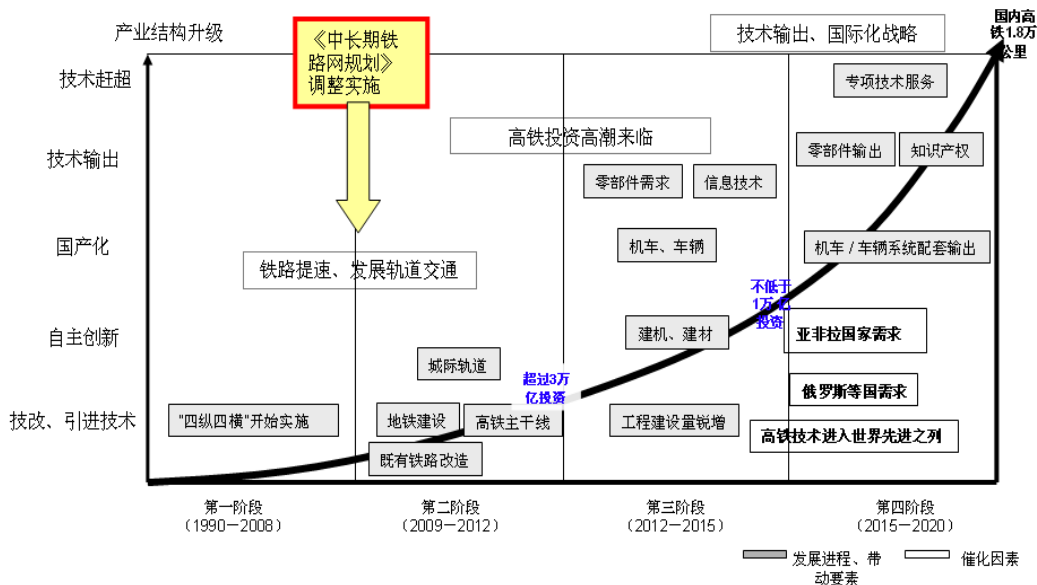 产业结构升级
《中长期铁
路网规划》
调整实施
技术输出、国际化战略
国内高
铁1.8万
公里
技术赶超
专项技术服务
高铁投资高潮来临
技术输出
零部件输出
知识产权
零部件需求
信息技术
国产化
机车、车辆
机车 / 车辆系统配套输出
铁路提速、发展轨道交通
不低于
1万亿
投资
自主创新
建机、建材
亚非拉国家需求
城际轨道
超过3万
亿投资
俄罗斯等国需求
技改、引进技术
"四纵四横"开始实施
地铁建设
高铁主干线
工程建设量锐增
高铁技术进入世界先进之列
既有铁路改造
第一阶段
（1990－2008）
第二阶段
（2009－2012）
第三阶段
（2012－2015）
第四阶段
（2015－2020）
发展进程、带
动要素
催化因素